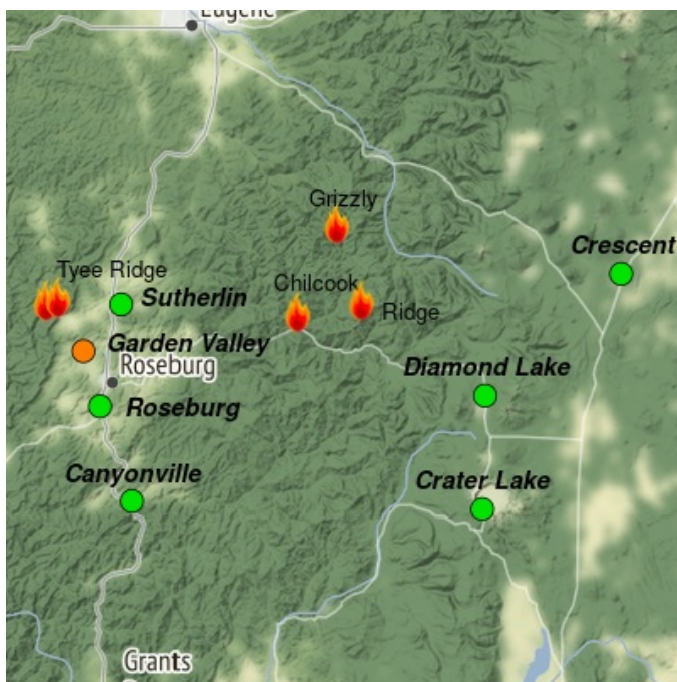 Eugene
Grizzly
Crescent
Tyee Ridge
Chilcook
Sutherlin
Ridge
Garden Valley
Roseburg
Diamond Lake
Roseburg
Canyonville
Crater Lake
Grants